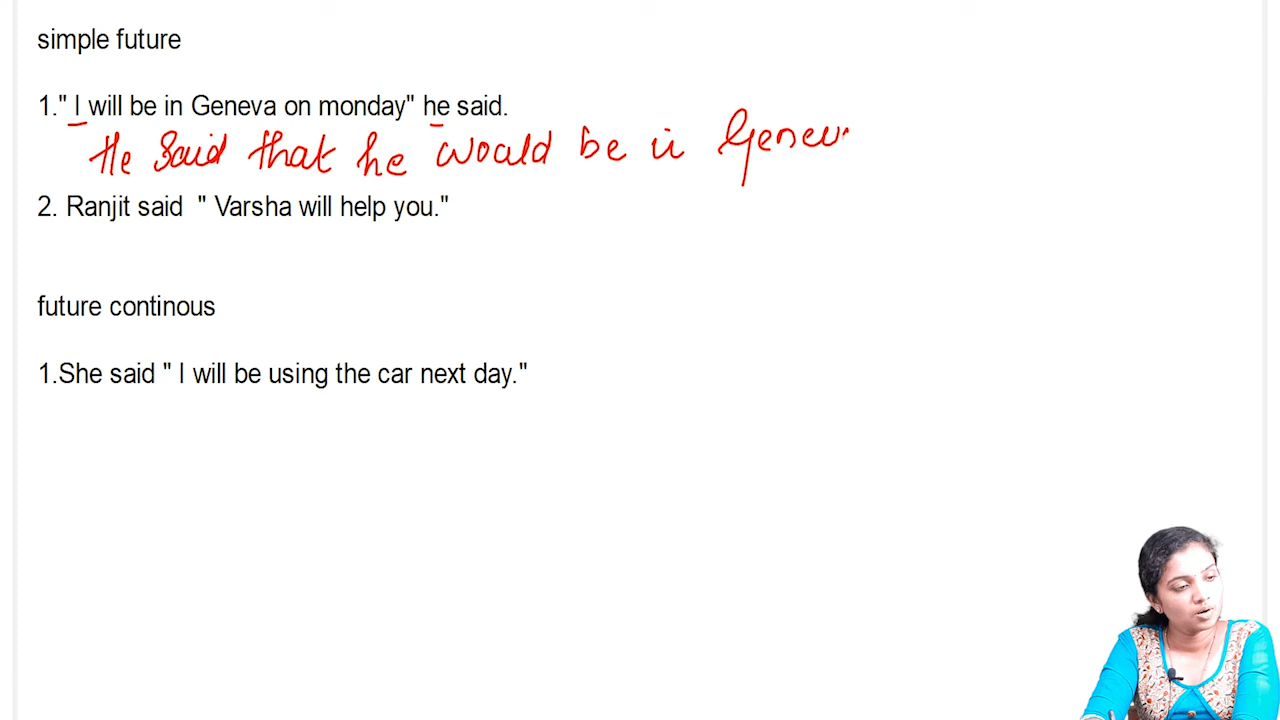 simple future
1." I will be in Geneva on monday" he said.
He said that he would be in Genev
2. Ranjit said " Varsha will help you."
future continous
1.She said " I will be using the car next day."